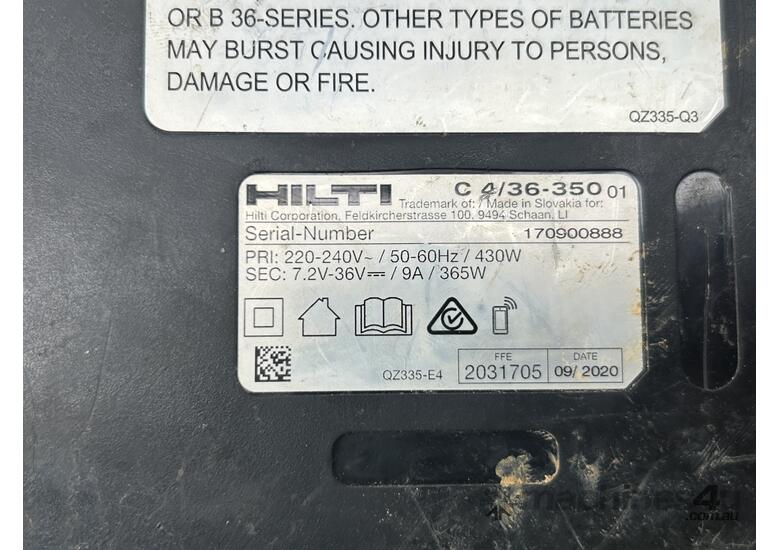 OR B 36-SERIES. OTHER TYPES OF BATTERIES
MAY BURST CAUSING INJURY TO PERSONS,
DAMAGE OR FIRE.
QZ335-Q3
HILTI C 4/36-350 01
Trademark of: / Made in Slovakia for:
Hilti Corporation, Feldkircherstrasse 100, 9494 Schaan, LI
Serial-Number 170900888
PRI: 220-240V~ / 50-60Hz / 430W
SEC: 7.2V-36V⎓ / 9A / 365W
QZ335-E4
FFE
2031705
DATE
09/ 2020
machines4u
.com.au